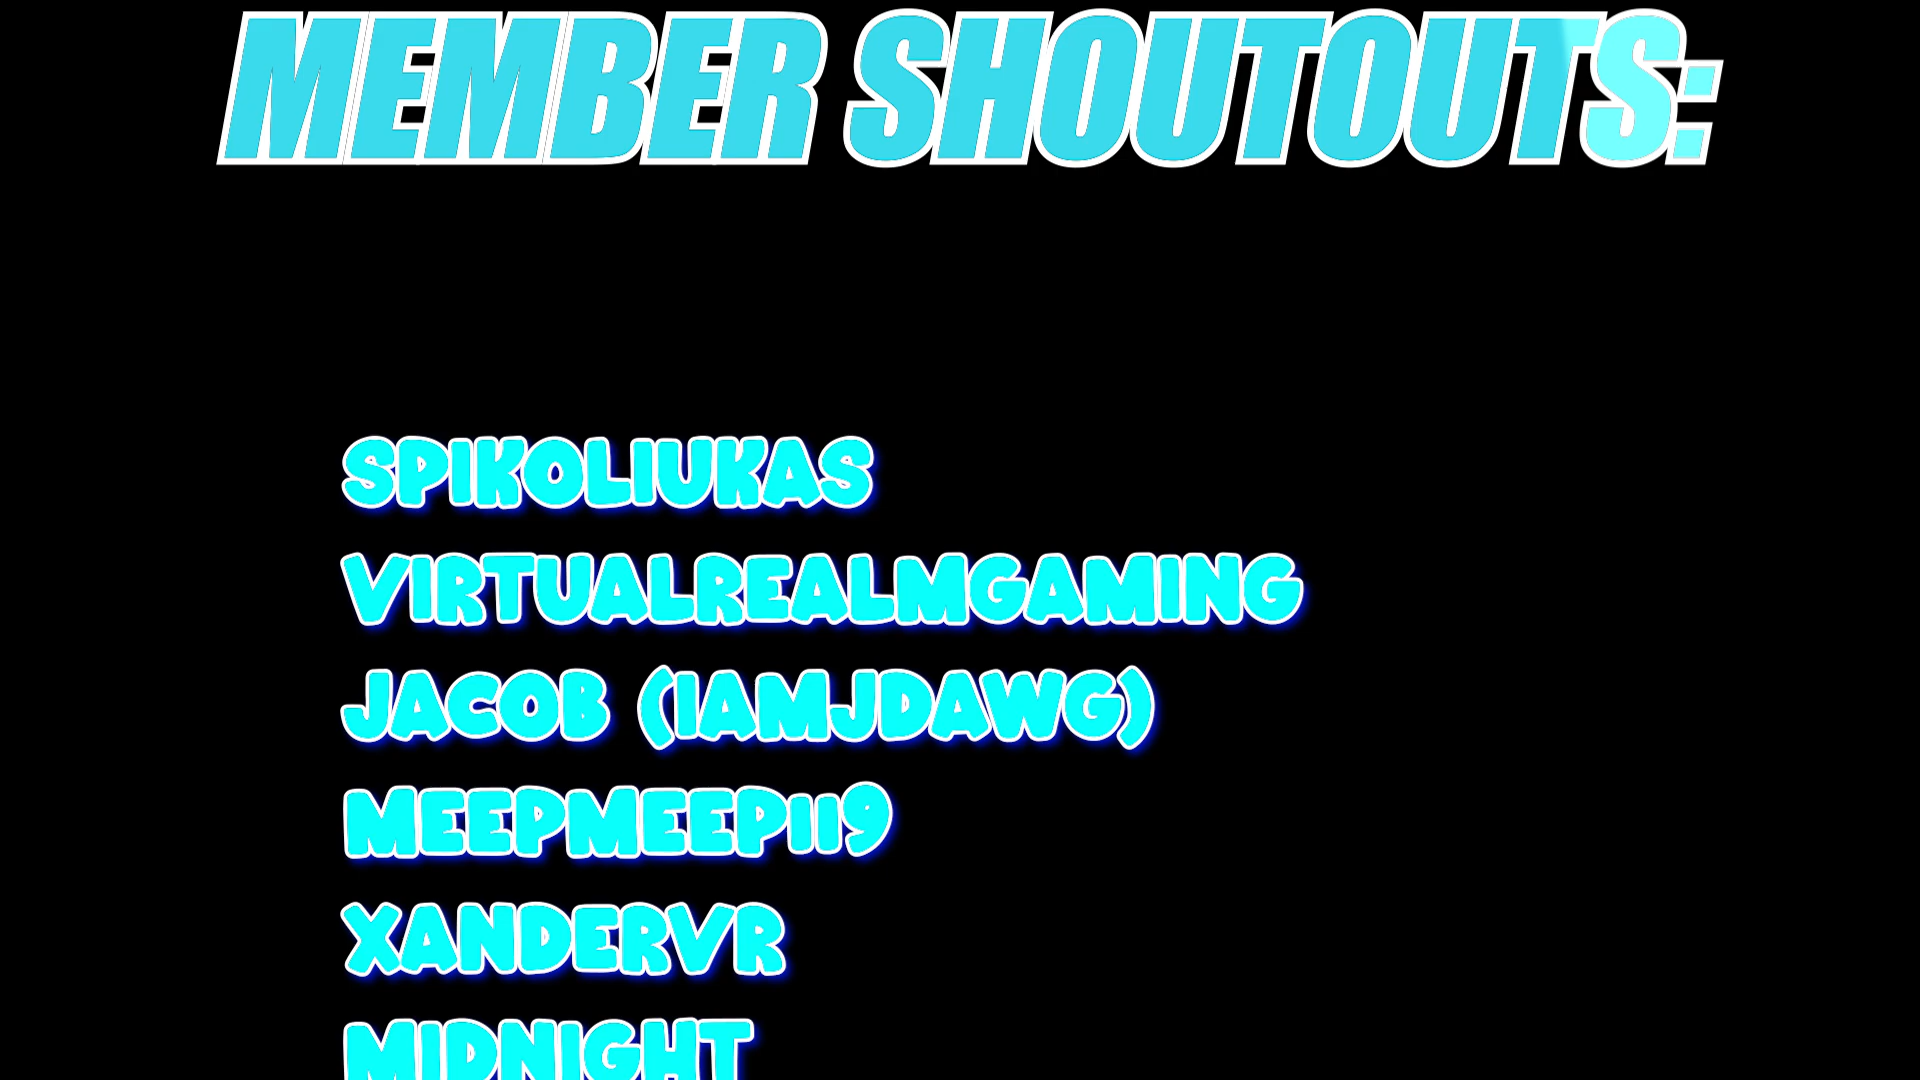 MEMBER SHOUTOUTS:
SPIKOLIUKAS
VIRTUALREALMGAMING
JACOB (IAMJDAWG)
MEEPMEEP119
XANDERVR
MIDNIGHT